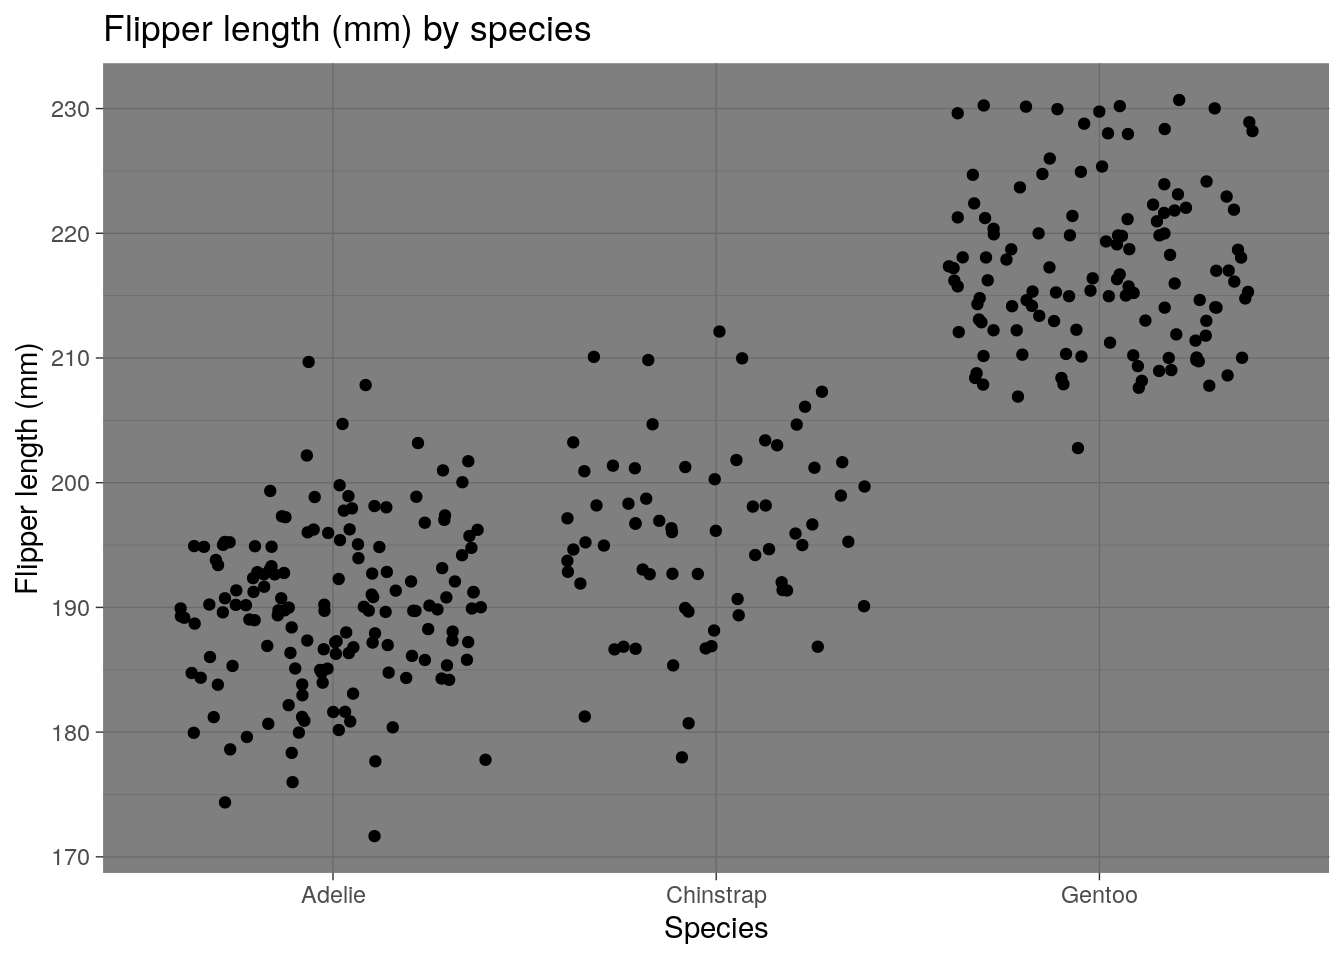 Flipper length (mm) by species
230
220
210
200
190
180
170
Flipper length (mm)
Adelie Chinstrap Gentoo
Species